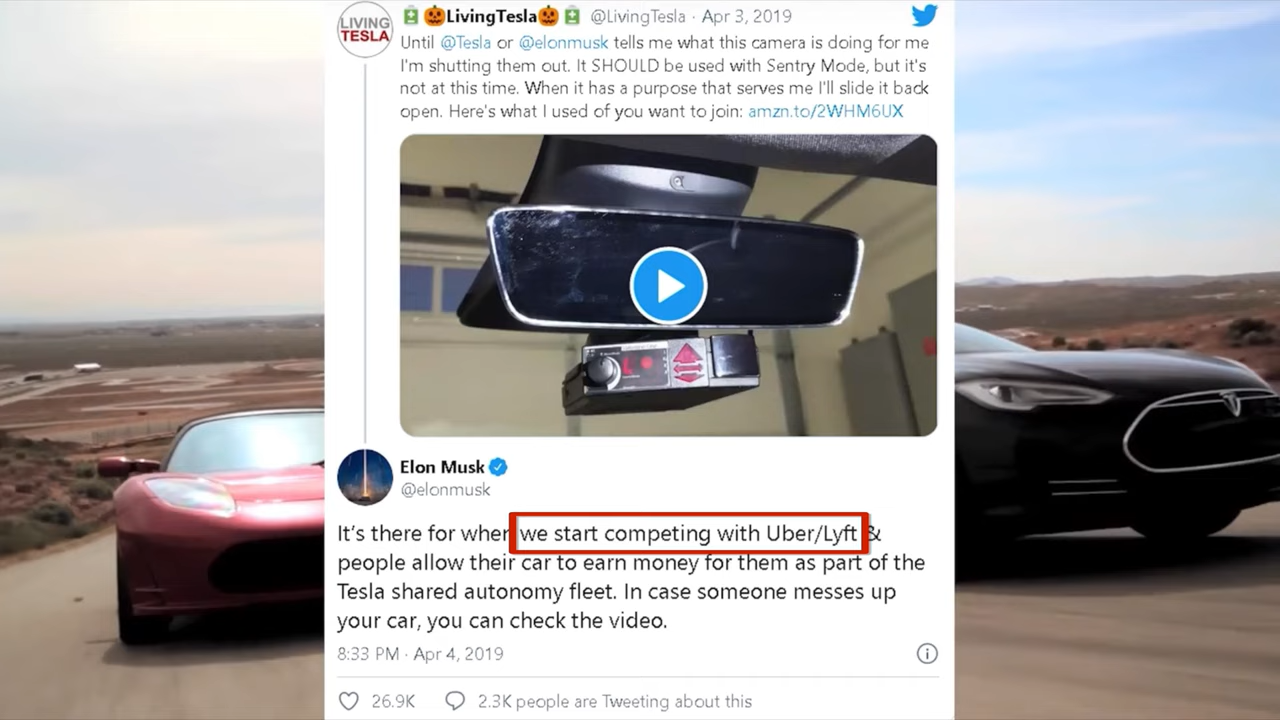 LIVING
TESLA
LivingTesla @LivingTesla · Apr 3, 2019
Until @Tesla or @elonmusk tells me what this camera is doing for me
I'm shutting them out. It SHOULD be used with Sentry Mode, but it's
not at this time. When it has a purpose that serves me I'll slide it back
open. Here's what I used of you want to join: amzn.to/2WHM6UX
Elon Musk
@elonmusk
It's there for when we start competing with Uber/Lyft &
people allow their car to earn money for them as part of the
Tesla shared autonomy fleet. In case someone messes up
your car, you can check the video.
8:33 PM · Apr 4, 2019
26.9K 2.3K people are Tweeting about this